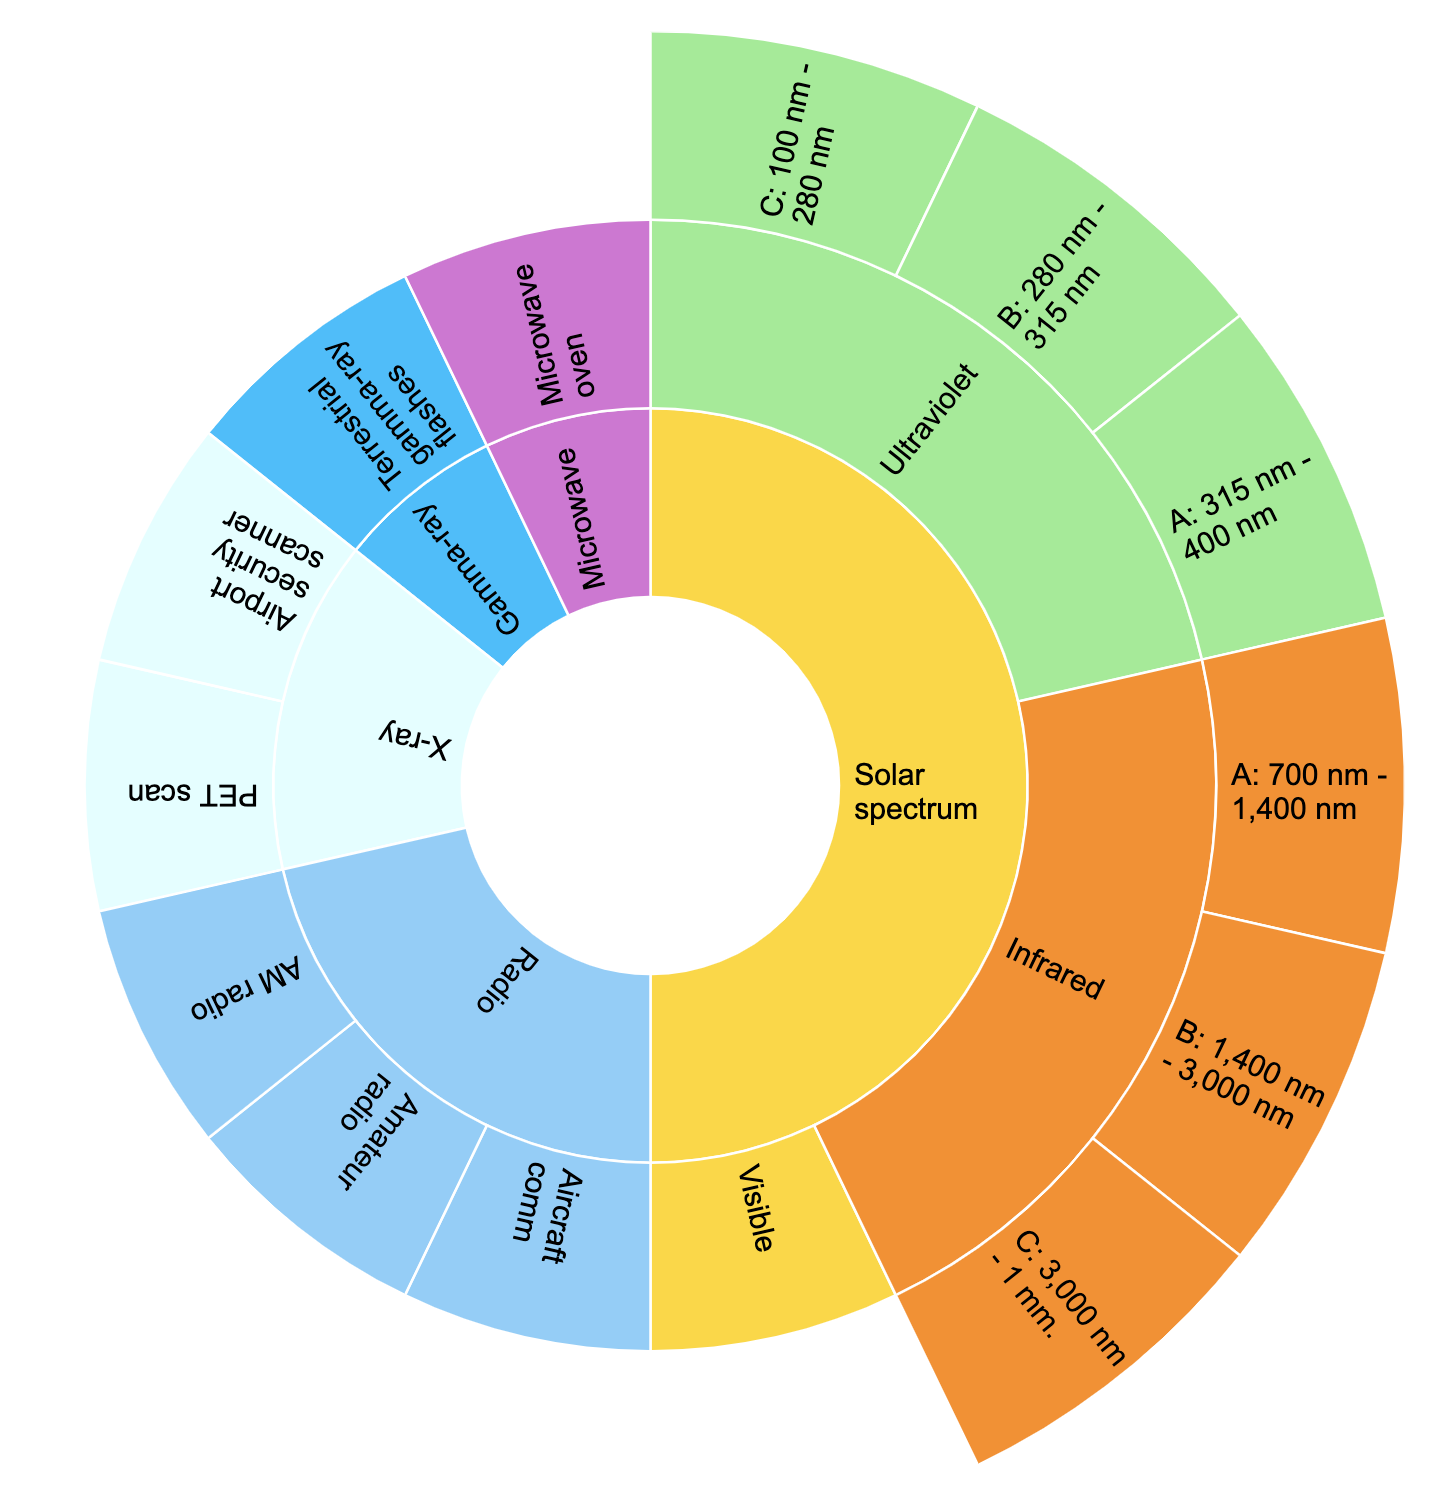 C: 100 nm -
280 nm
B: 280 nm -
315 nm
A: 315 nm -
400 nm
Ultraviolet
Solar
spectrum
A: 700 nm -
1,400 nm
B: 1,400 nm
- 3,000 nm
C: 3,000 nm
- 1 mm.
Infrared
Visible
Radio
Aircraft
comm
Amateur
radio
AM radio
X-ray
PET scan
Airport
security
scanner
Gamma-ray
Terrestrial
gamma-ray
flashes
Microwave
Microwave
oven